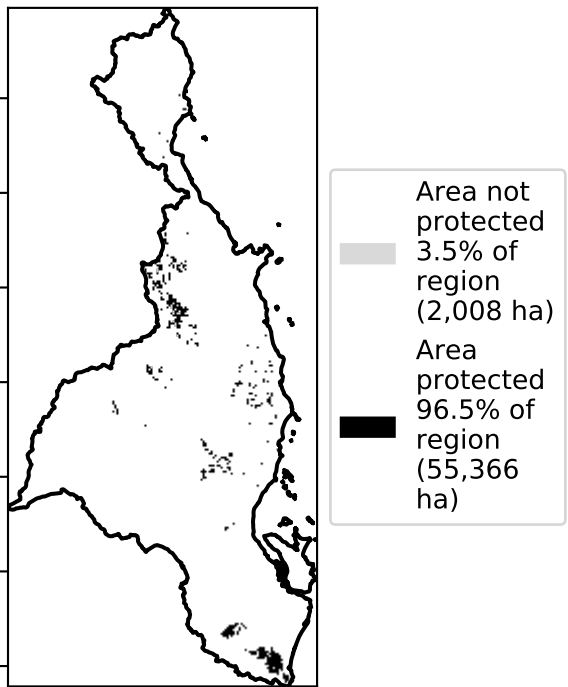 Area not
protected
3.5% of
region
(2,008 ha)
Area
protected
96.5% of
region
(55,366
ha)